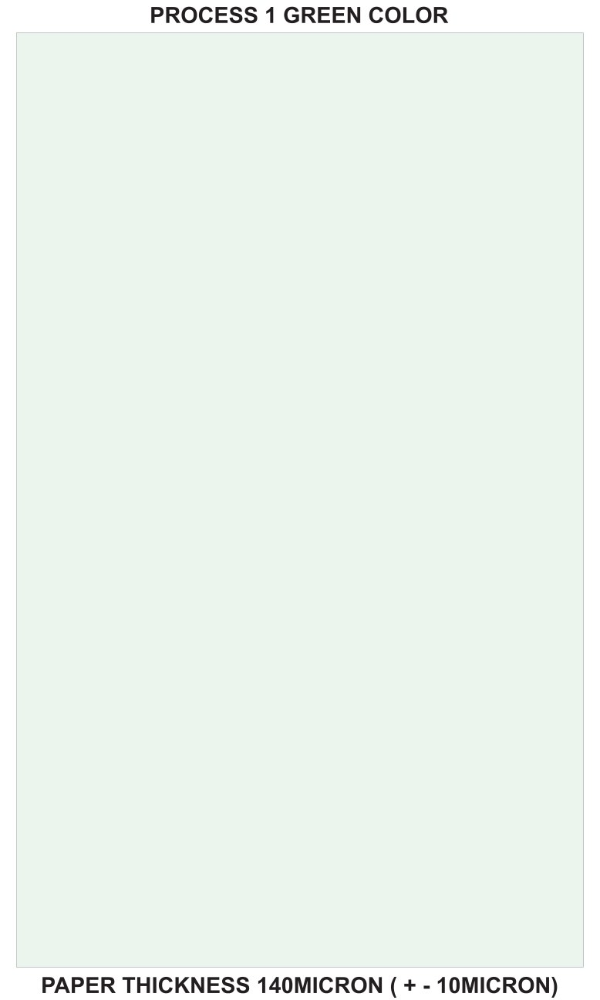 PROCESS 1 GREEN COLOR
PAPER THICKNESS 140MICRON ( + - 10MICRON)